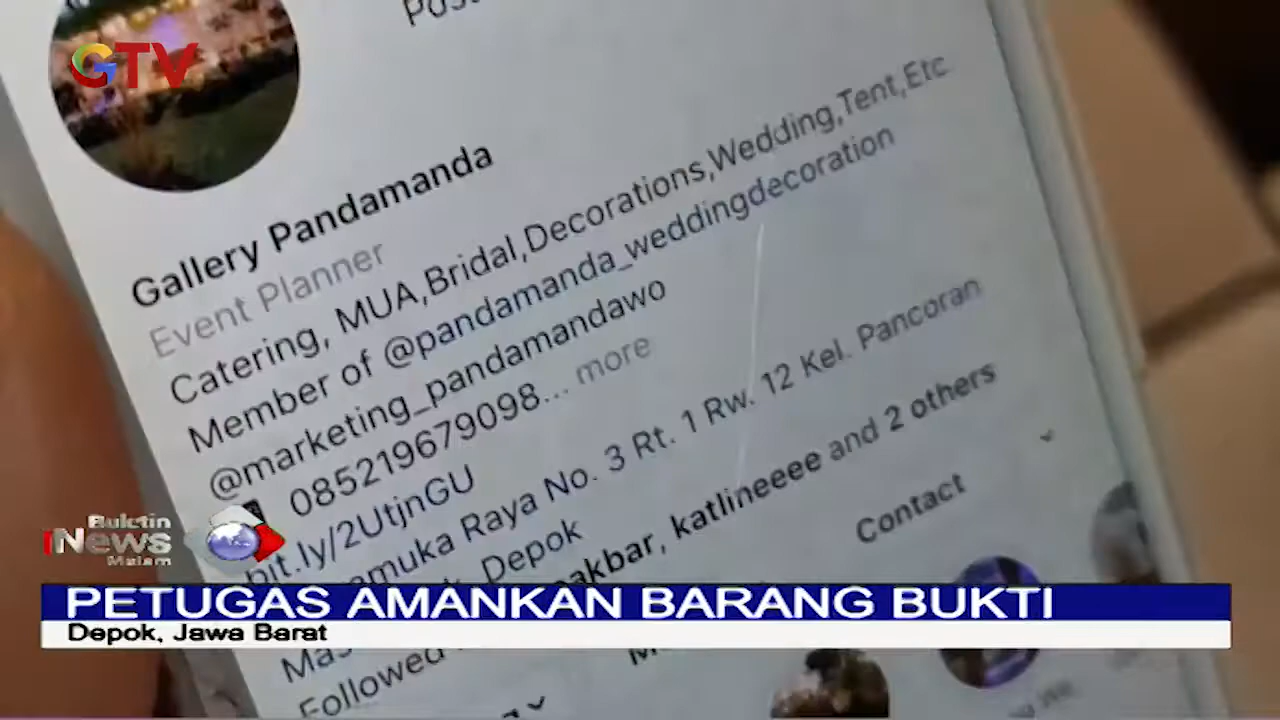 GTV
Gallery Pandamanda
Event Planner
Catering, MUA,Bridal,Decorations,Wedding,Tent,Etc
Member of @pandamanda_weddingdecoration
@marketing_pandamandawo
085219679098... more
bit.ly/2UtjnGU
Raya No. 3 Rt. 1 Rw. 12 Kel. Pancoran
Depok
Followed katlineeee and 2 others
Contact
Buletin
iNews
Malam
PETUGAS AMANKAN BARANG BUKTI
Depok, Jawa Barat